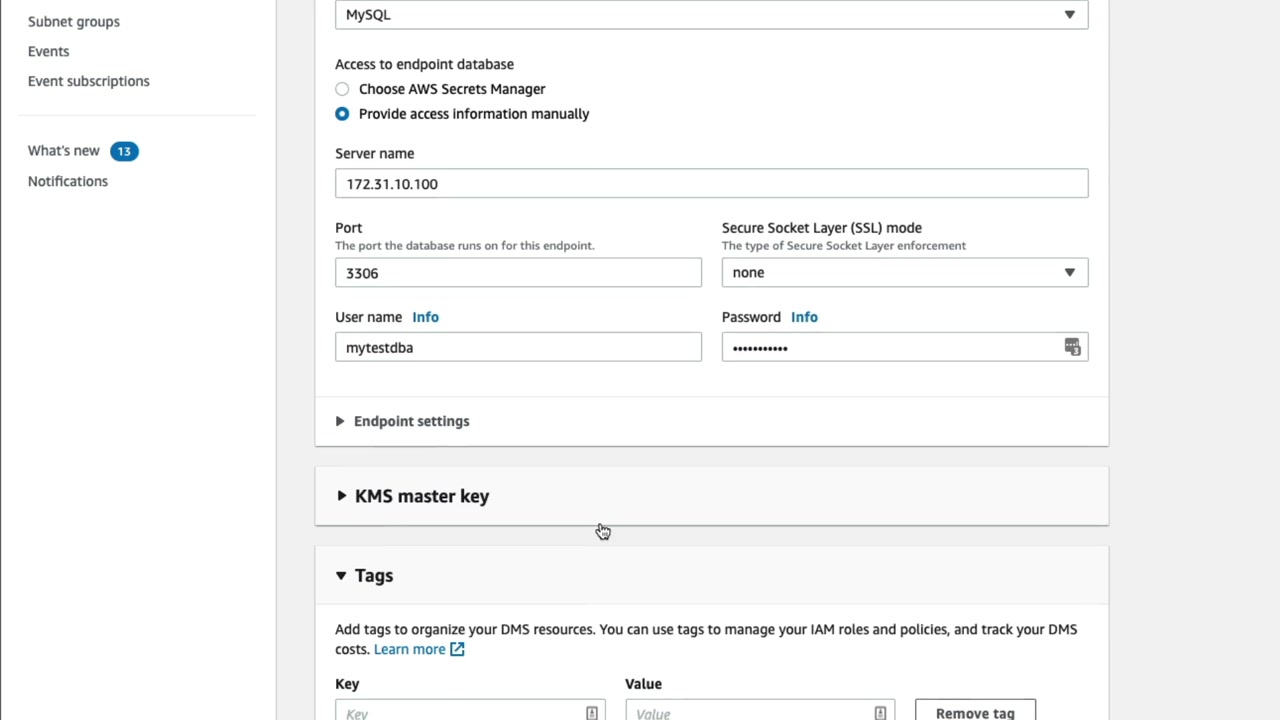 Subnet groups
Events
Event subscriptions
What's new 13
Notifications
MySQL
Access to endpoint database
Choose AWS Secrets Manager
Provide access information manually
Server name
172.31.10.100
Port
The port the database runs on for this endpoint.
3306
Secure Socket Layer (SSL) mode
The type of Secure Socket Layer enforcement
none
User name Info
mytestdba
Password Info
•••••••••••
3
Endpoint settings
KMS master key
Tags
Add tags to organize your DMS resources. You can use tags to manage your IAM roles and policies, and track your DMS
costs. Learn more
Key
Key
Value
Value
Remove tag